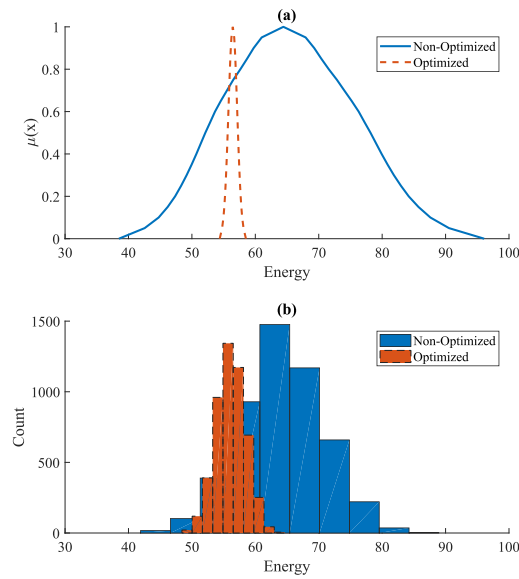 (a)
1
0.8
0.6
0.4
0.2
0
μ(x)
Non-Optimized
Optimized
30 40 50 60 70 80 90 100
Energy
(b)
1500
1000
500
0
Count
Non-Optimized
Optimized
30 40 50 60 70 80 90 100
Energy